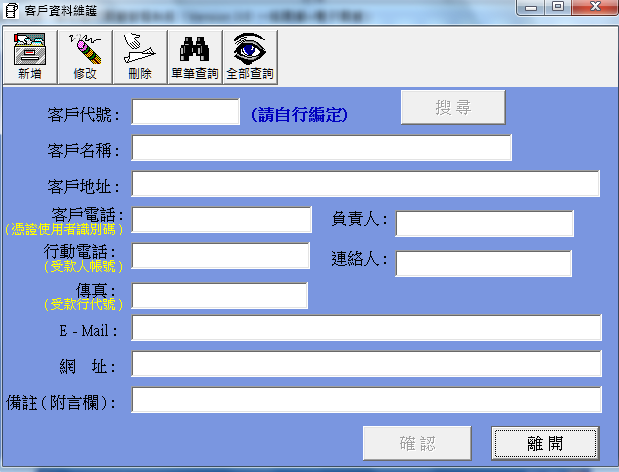 客戶資料維護
新增 修改 刪除 單筆查詢 全部查詢
客戶代號： (請自行編定) 搜尋
客戶名稱：
客戶地址：
客戶電話： 負責人：
(憑證使用者識別碼)
行動電話： 連絡人：
(受款人帳號)
傳真：
(受款行代號)
E - Mail：
網 址：
備註(附言欄)：
確認 離開